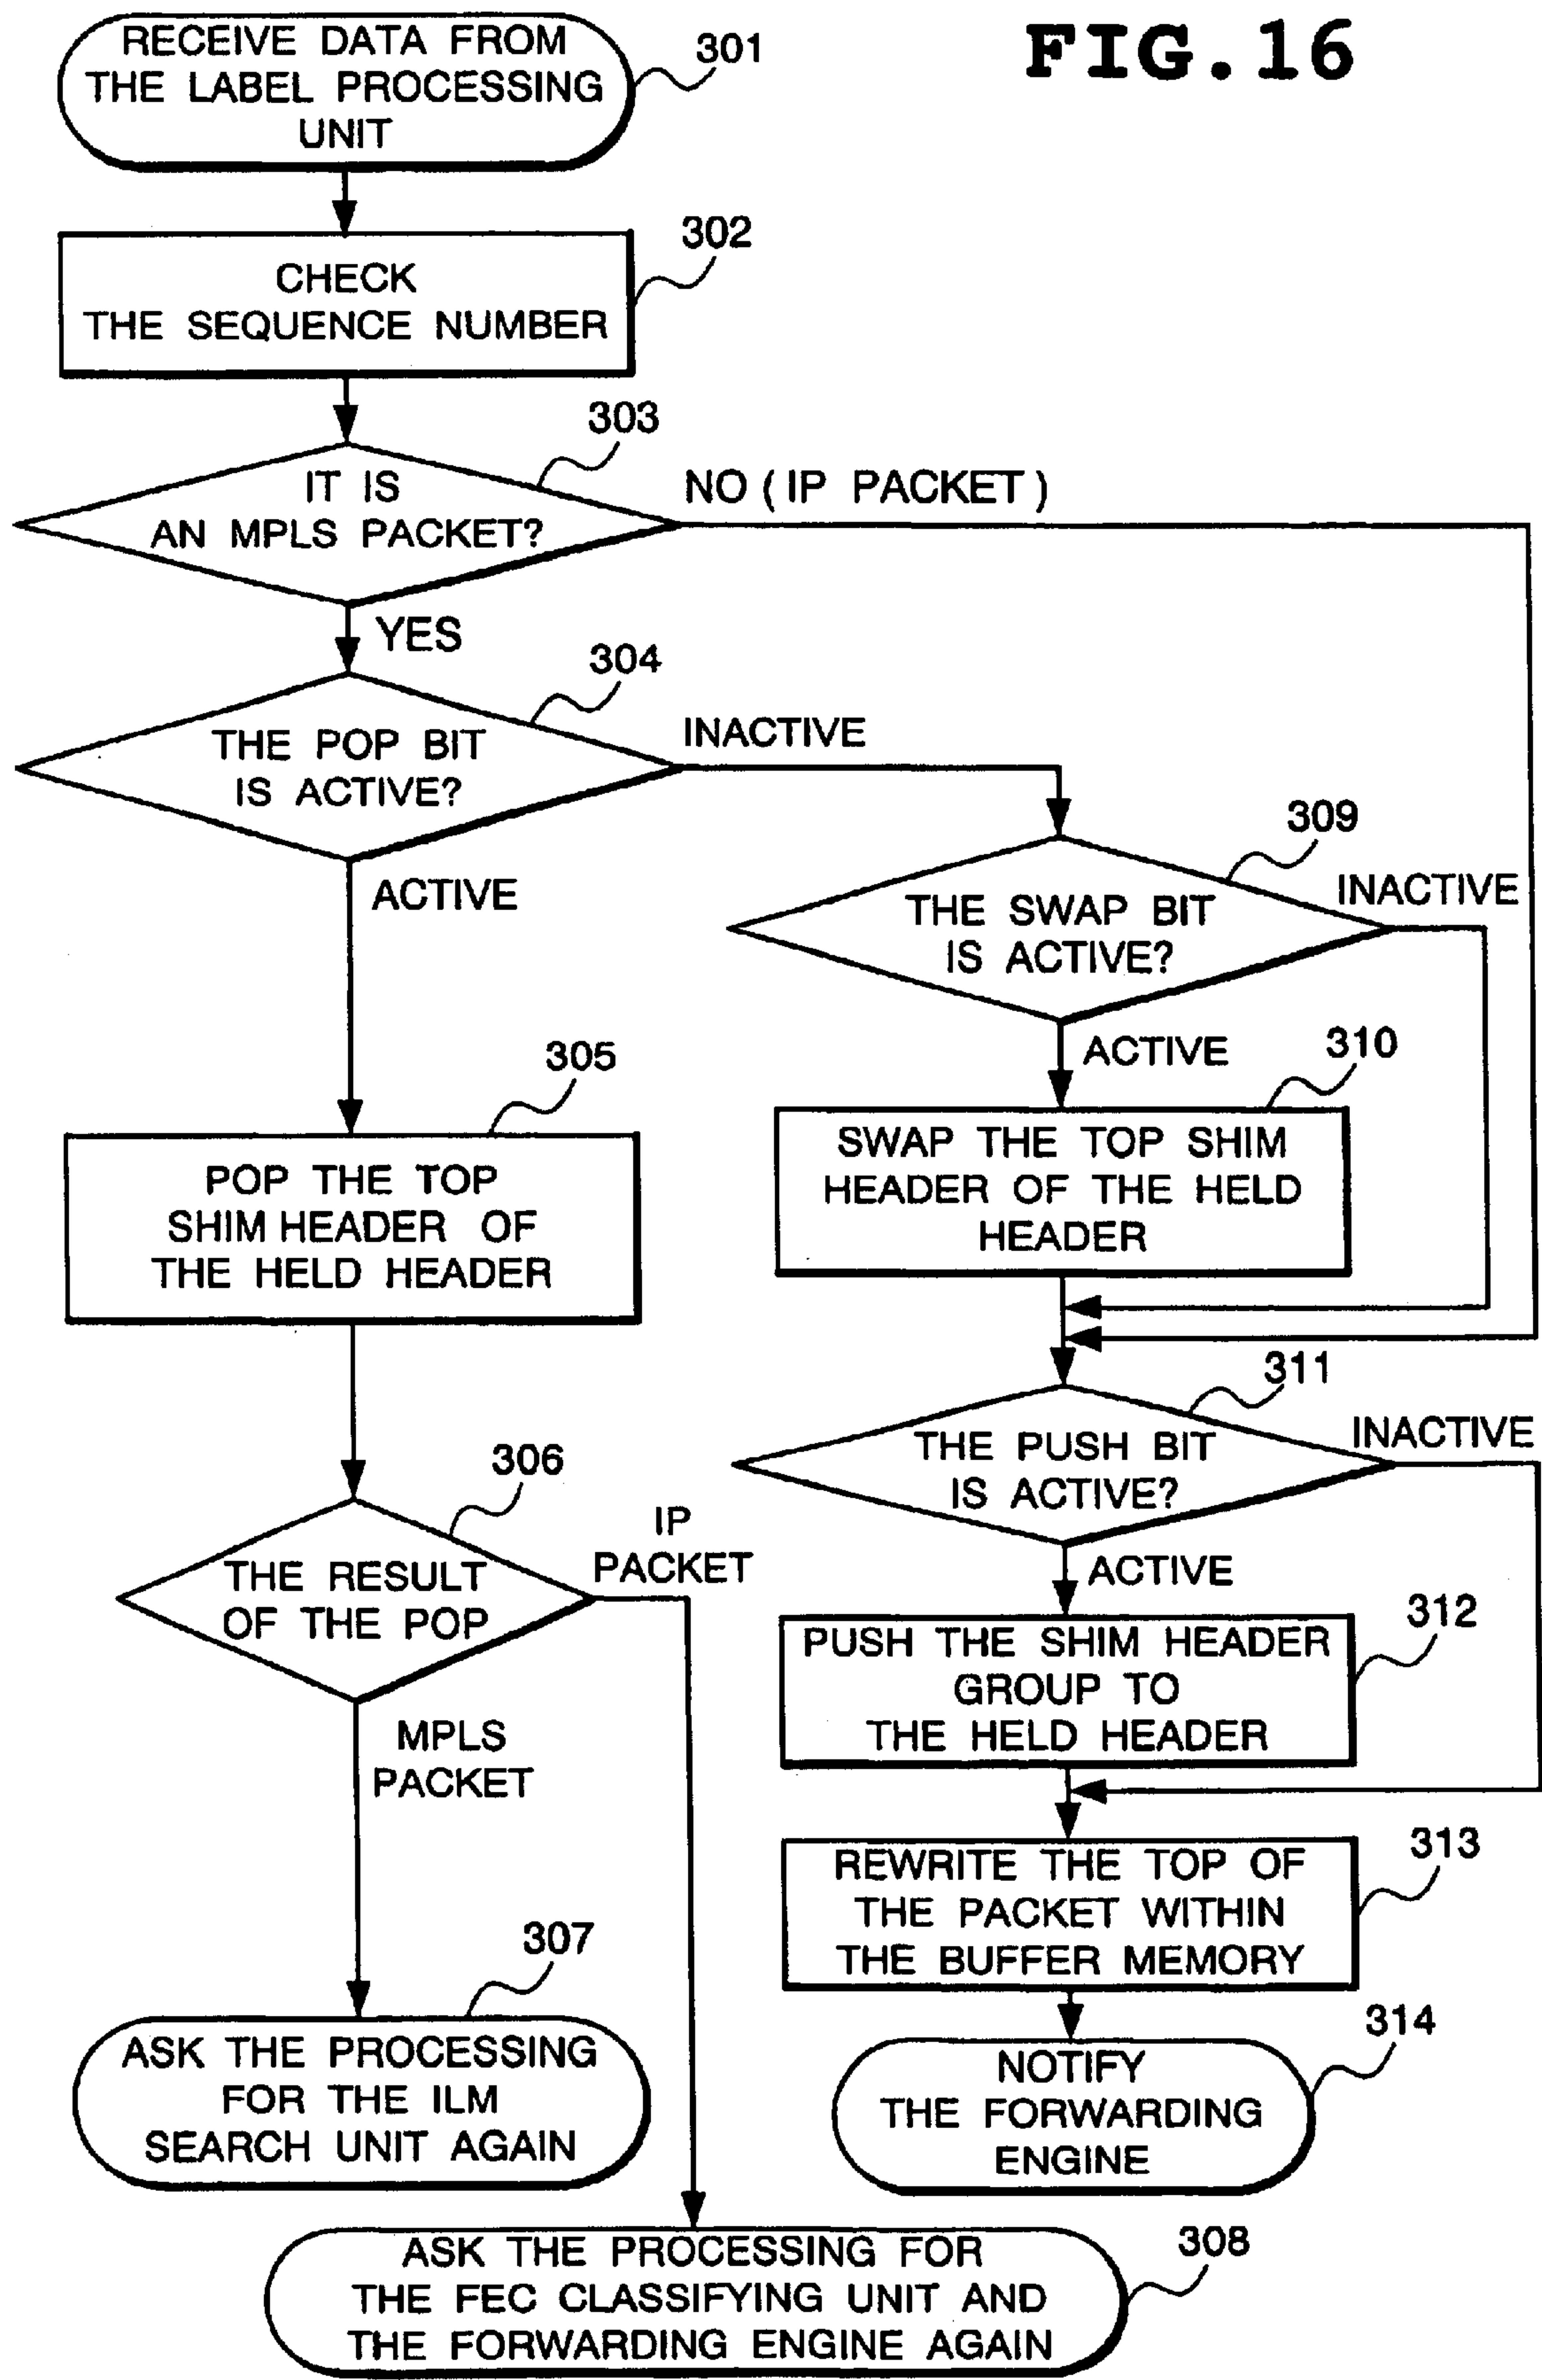 FIG.16
RECEIVE DATA FROM
THE LABEL PROCESSING
UNIT
301
CHECK
THE SEQUENCE NUMBER
302
IT IS
AN MPLS PACKET?
303
NO (IP PACKET)
YES
THE POP BIT
IS ACTIVE?
304
INACTIVE
ACTIVE
THE SWAP BIT
IS ACTIVE?
309
INACTIVE
ACTIVE
POP THE TOP
SHIM HEADER OF
THE HELD HEADER
305
SWAP THE TOP SHIM
HEADER OF THE HELD
HEADER
310
THE PUSH BIT
IS ACTIVE?
311
INACTIVE
ACTIVE
THE RESULT
OF THE POP
306
IP
PACKET
MPLS
PACKET
PUSH THE SHIM HEADER
GROUP TO
THE HELD HEADER
312
REWRITE THE TOP OF
THE PACKET WITHIN
THE BUFFER MEMORY
313
ASK THE PROCESSING
FOR THE ILM
SEARCH UNIT AGAIN
307
NOTIFY
THE FORWARDING
ENGINE
314
ASK THE PROCESSING FOR
THE FEC CLASSIFYING UNIT AND
THE FORWARDING ENGINE AGAIN
308